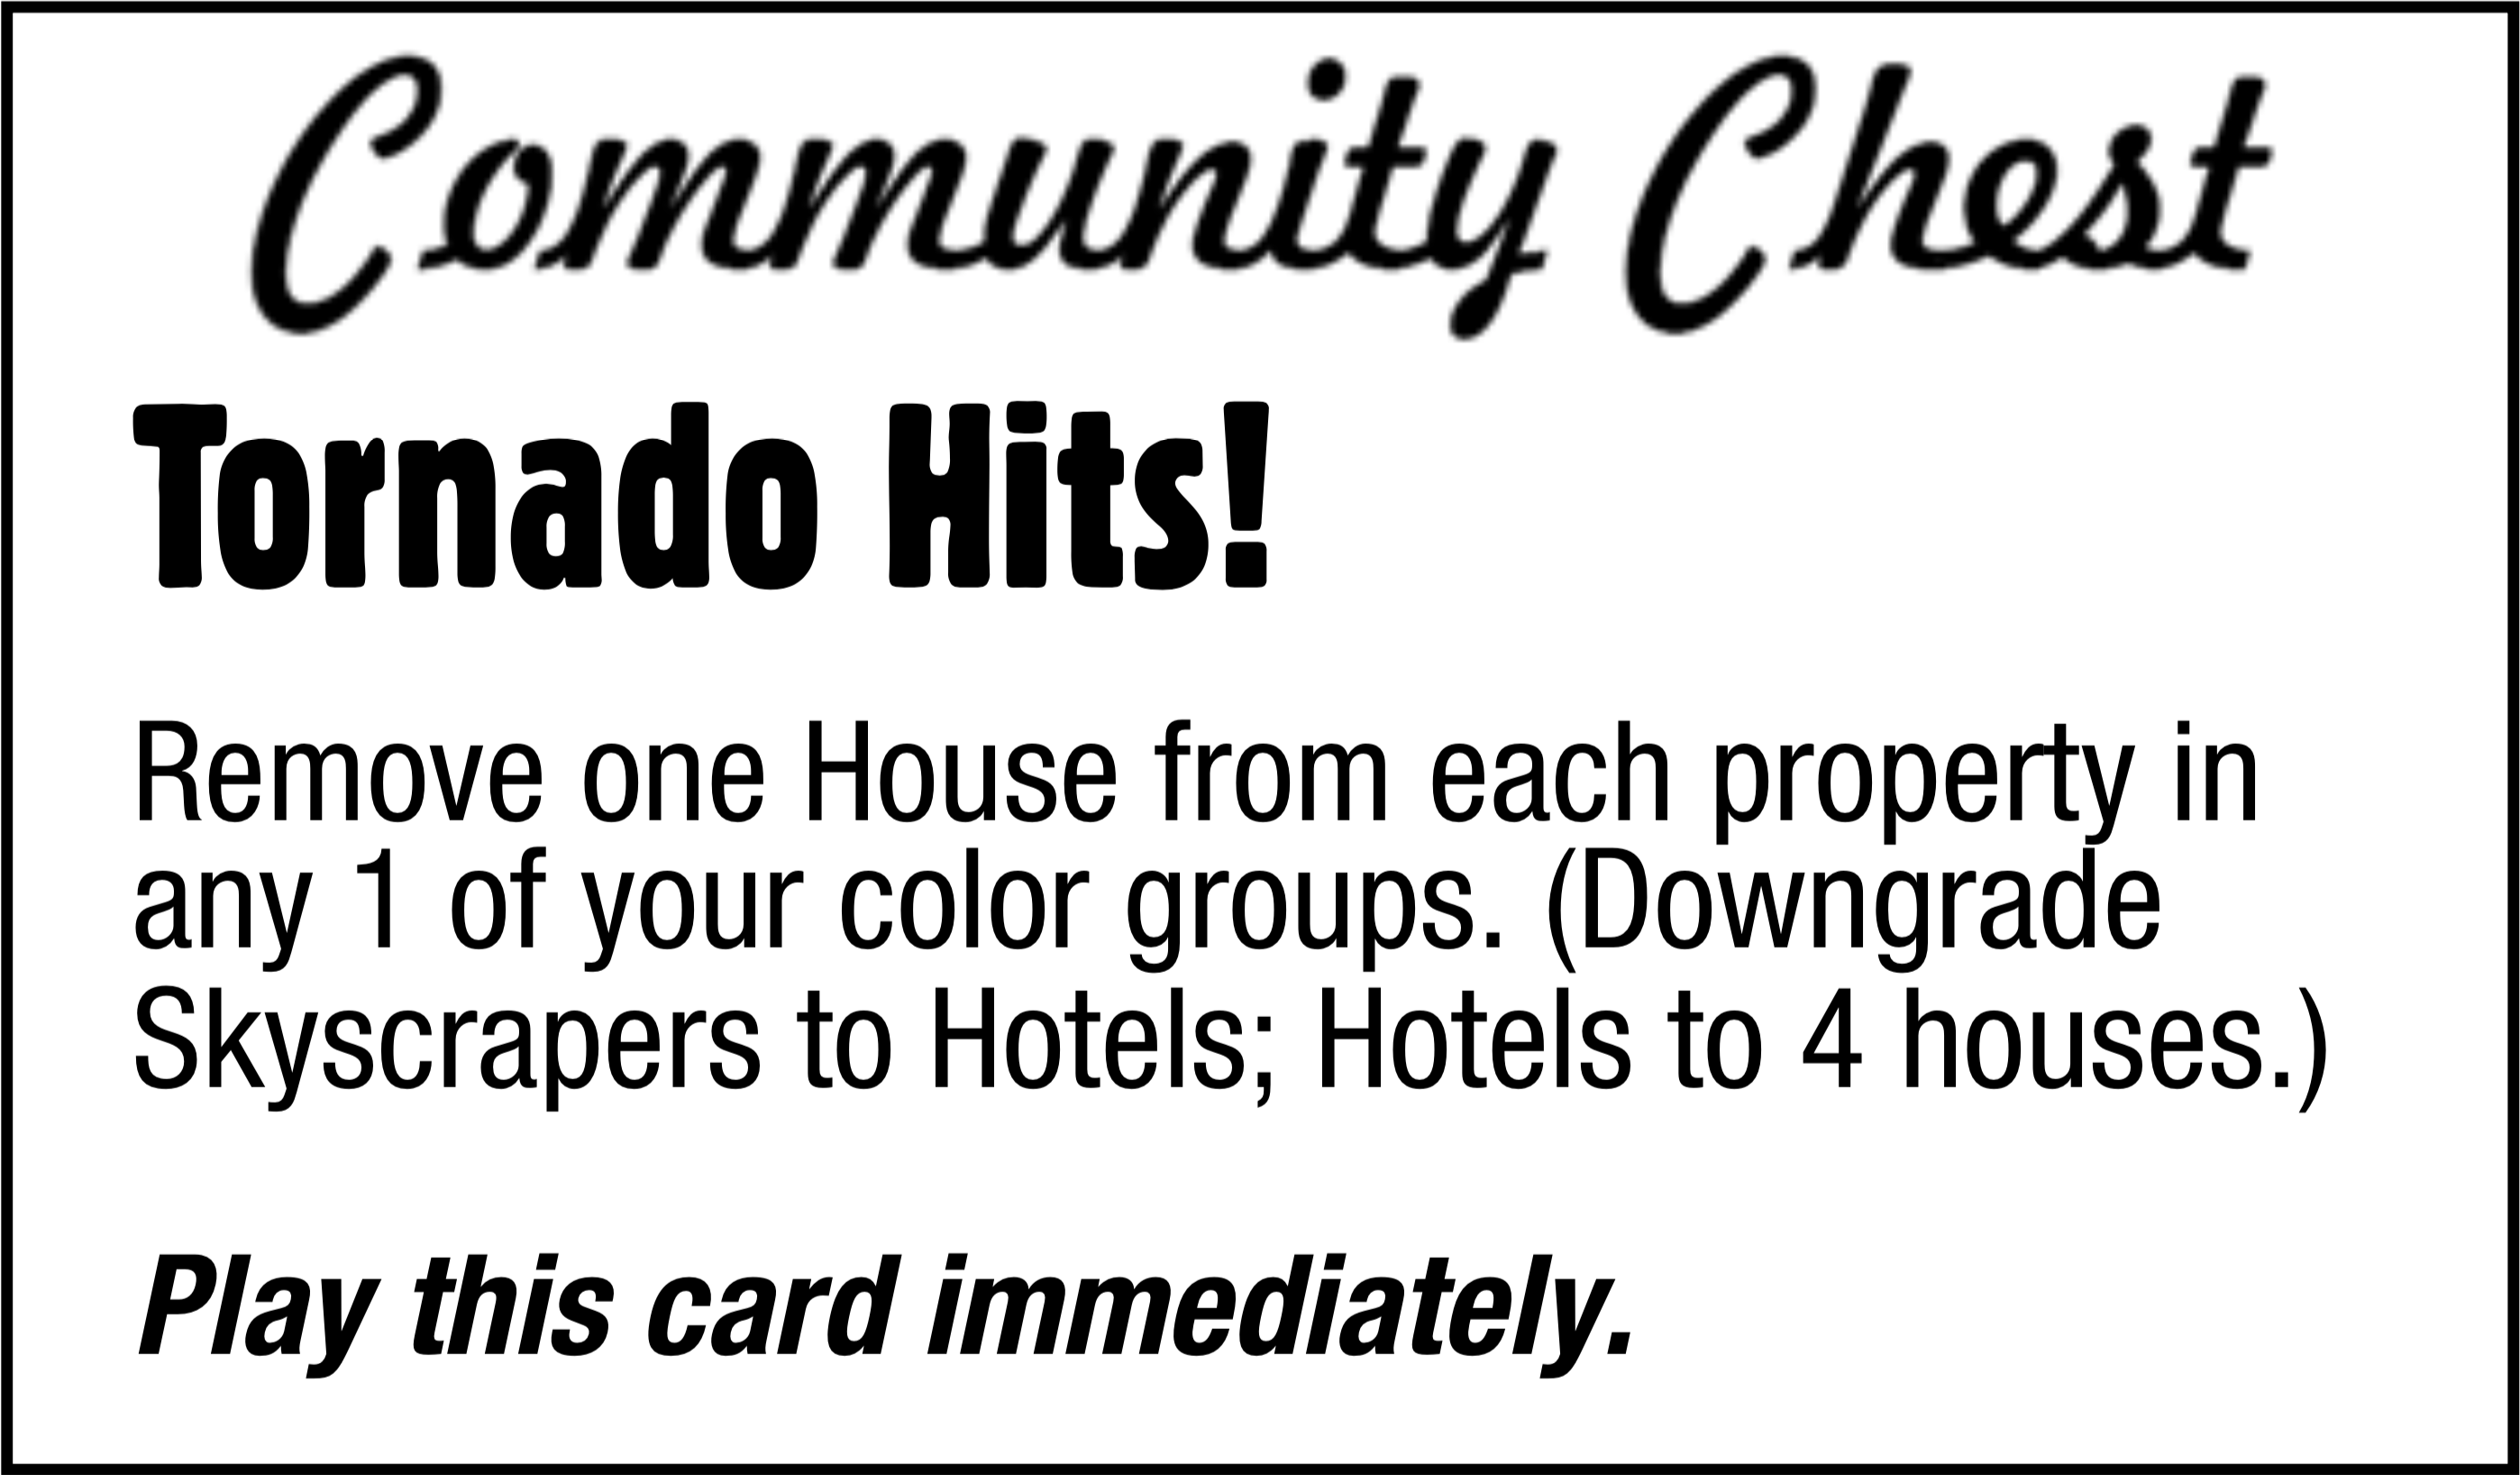 Community Chest
Tornado Hits!
Remove one House from each property in
any 1 of your color groups. (Downgrade
Skyscrapers to Hotels; Hotels to 4 houses.)
Play this card immediately.